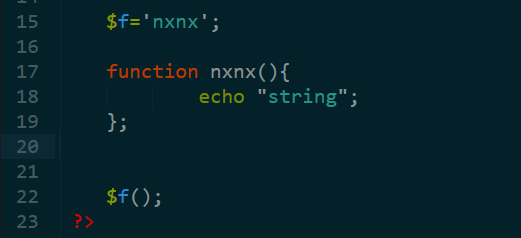 15 $f='nxnx';
16
17 function nxnx(){
18 echo "string";
19 };
20
21
22 $f();
23 ?>